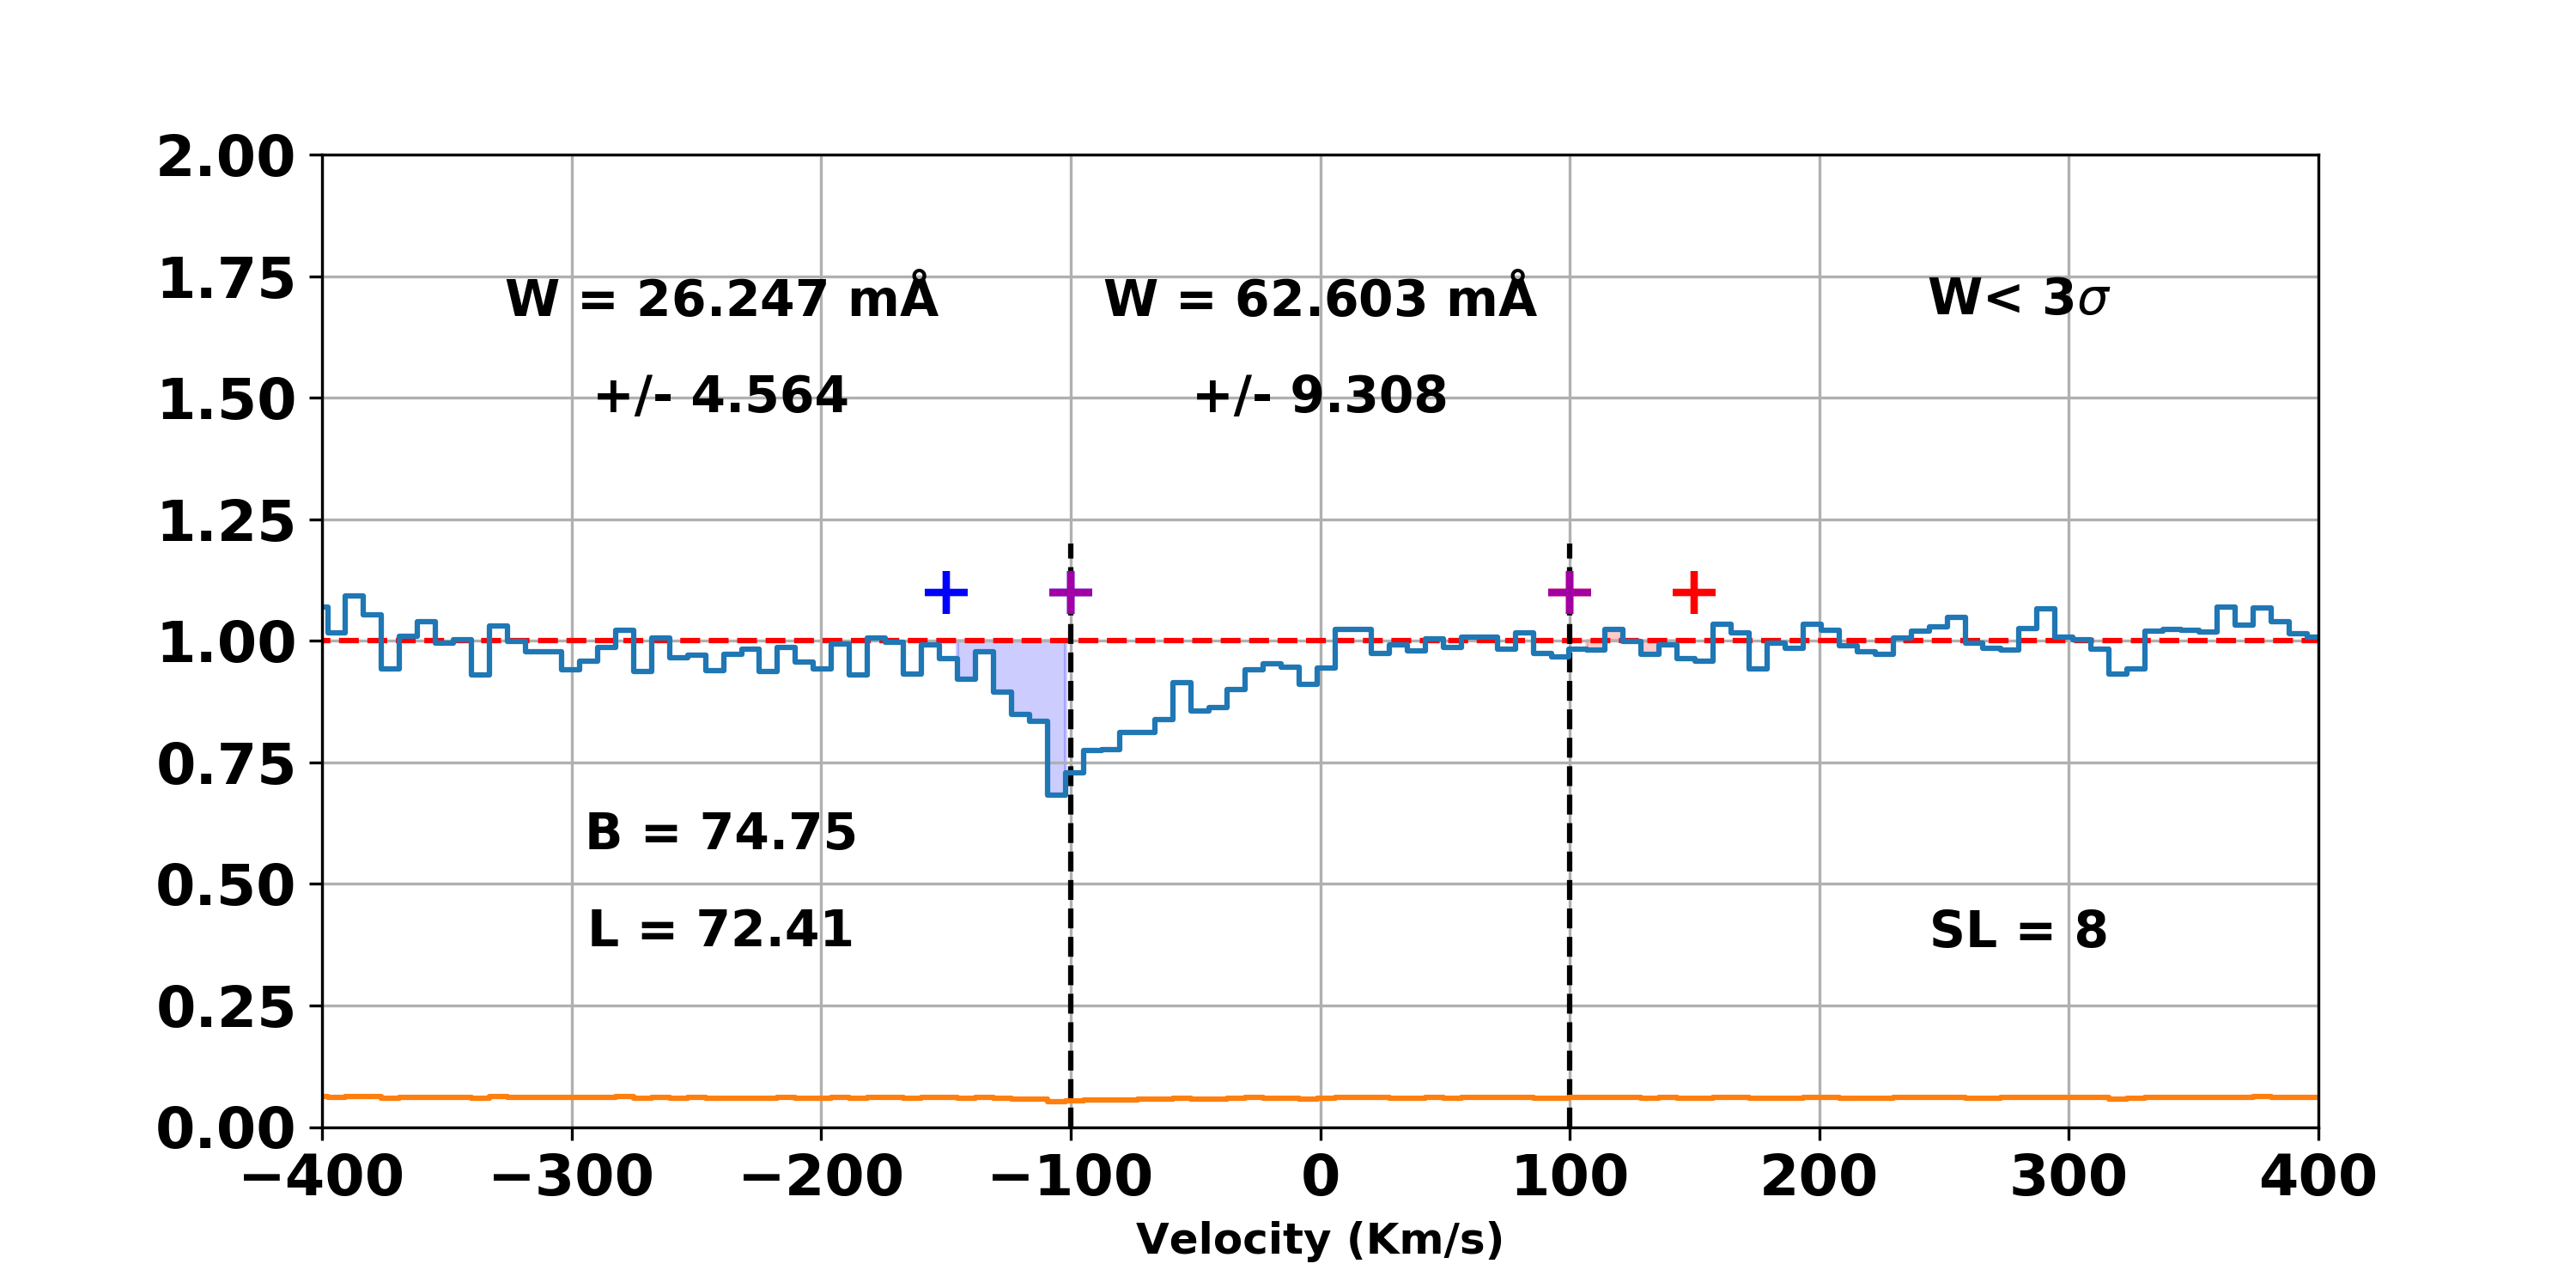 2.00
1.75
1.50
1.25
1.00
0.75
0.50
0.25
0.00
W = 26.247 mÅ
+/- 4.564
W = 62.603 mÅ
+/- 9.308
W< 3σ
B = 74.75
L = 72.41
SL = 8
−400 −300 −200 −100 0 100 200 300 400
Velocity (Km/s)